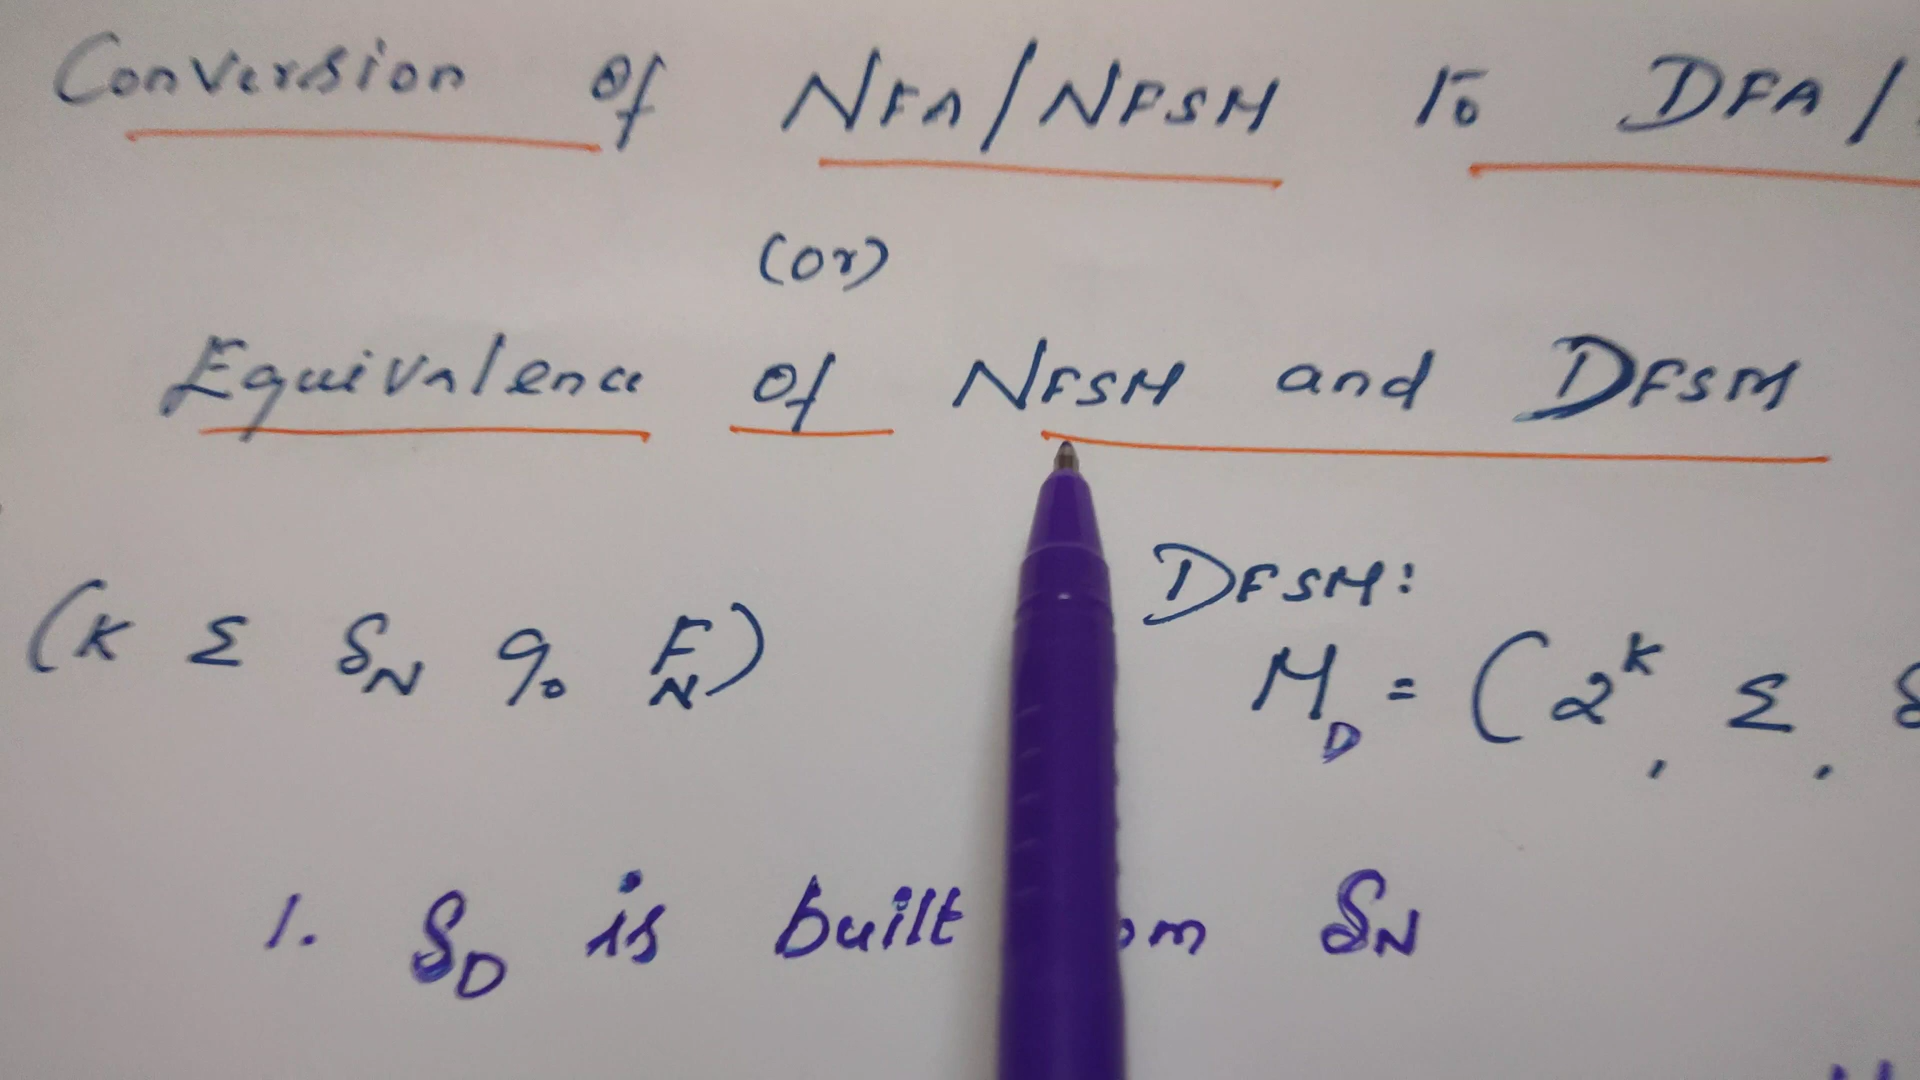 Conversion of NFA/NFSM To DFA/
(or)
Equivalence of NFSM and DFSM
DFSM:
(K Σ δN q0 FN) MD = (2^K, Σ, δ
1. δD is built δN